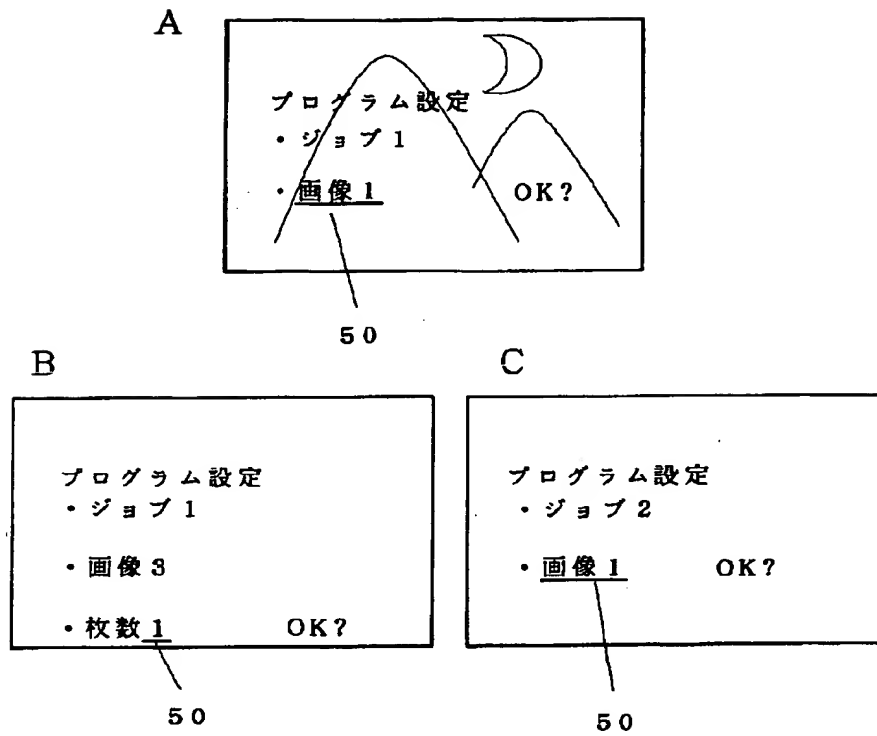 A
プログラム設定
・ジョブ1
・画像1 OK?
50
B
プログラム設定
・ジョブ1
・画像3
・枚数1 OK?
50
C
プログラム設定
・ジョブ2
・画像1 OK?
50